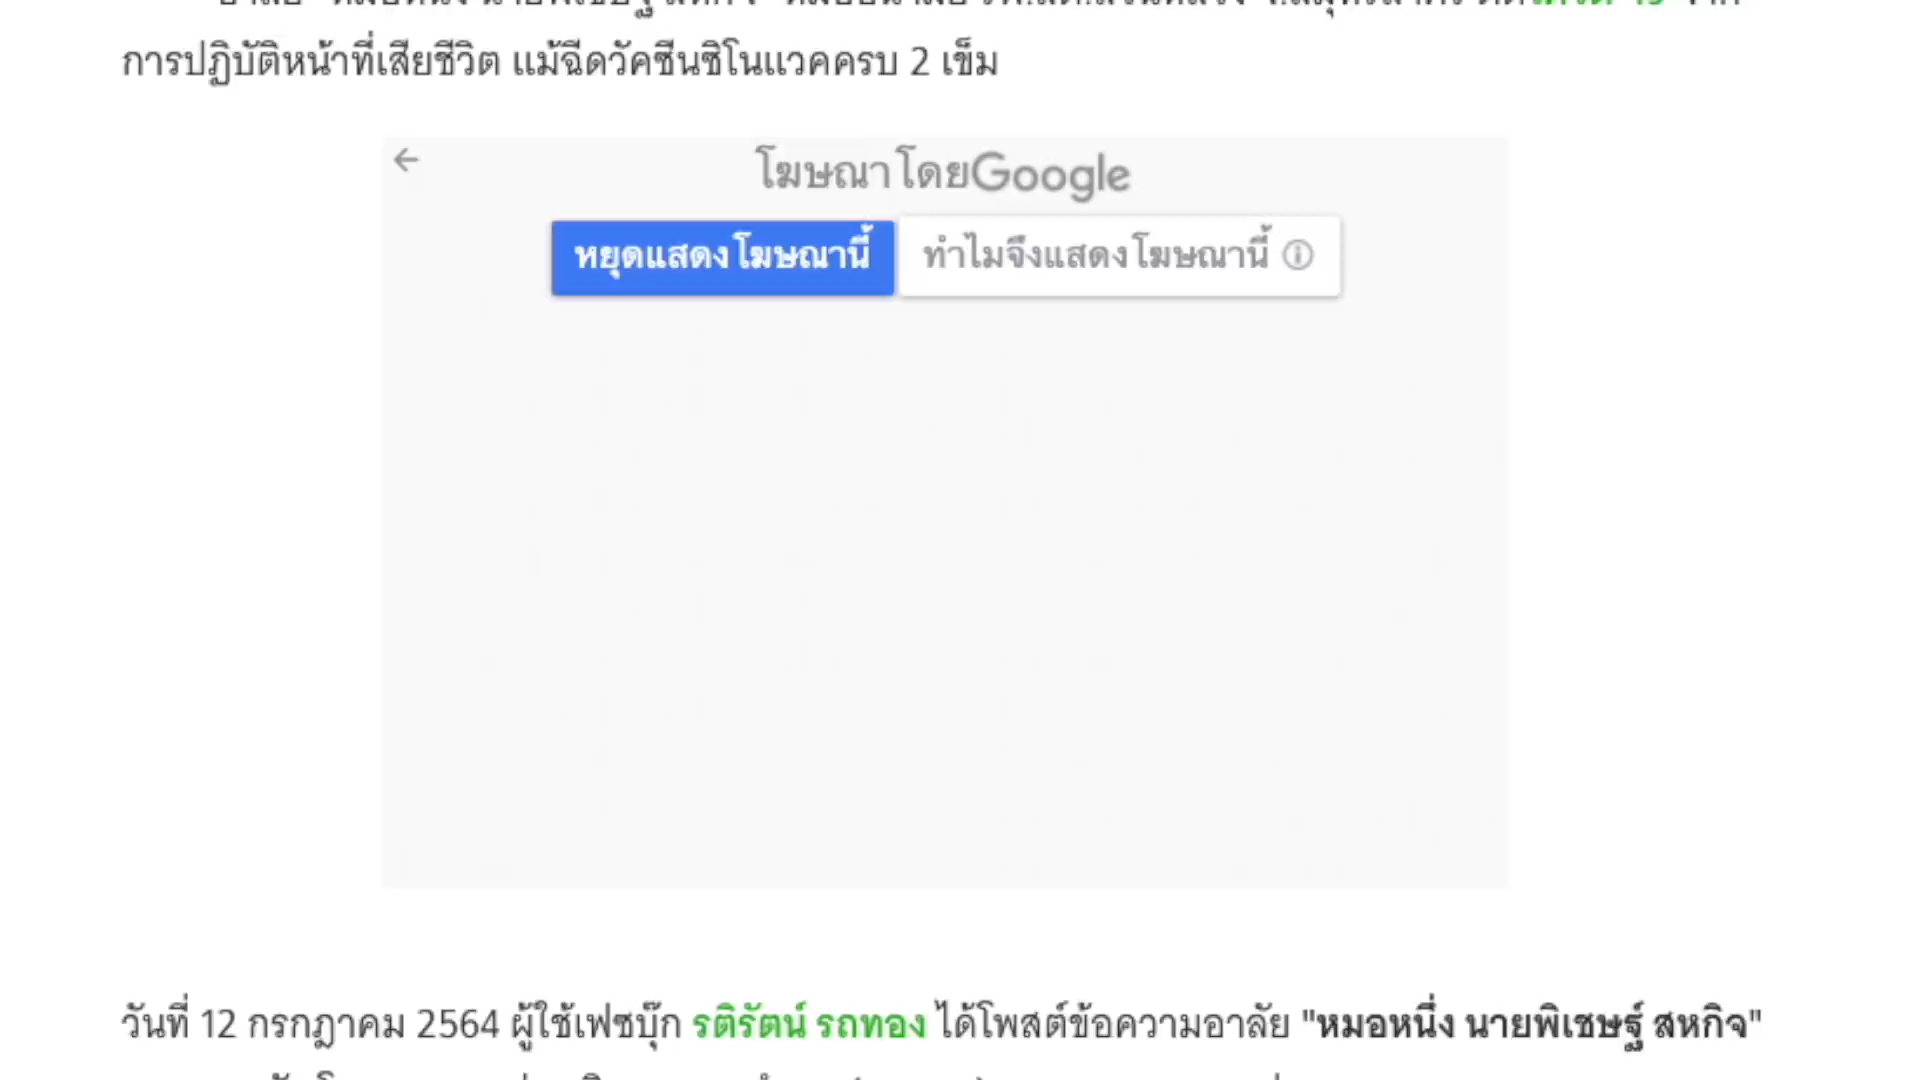 การปฏิบัติหน้าที่เสียชีวิต แม้ฉีดวัคซีนซิโนแวคครบ 2 เข็ม
โฆษณาโดย Google
หยุดแสดงโฆษณานี้ ทำไมจึงแสดงโฆษณานี้
วันที่ 12 กรกฎาคม 2564 ผู้ใช้เฟซบุ๊ก รติรัตน์ รถทอง ได้โพสต์ข้อความอาลัย "หมอหนึ่ง นายพิเชษฐ์ สหกิจ"